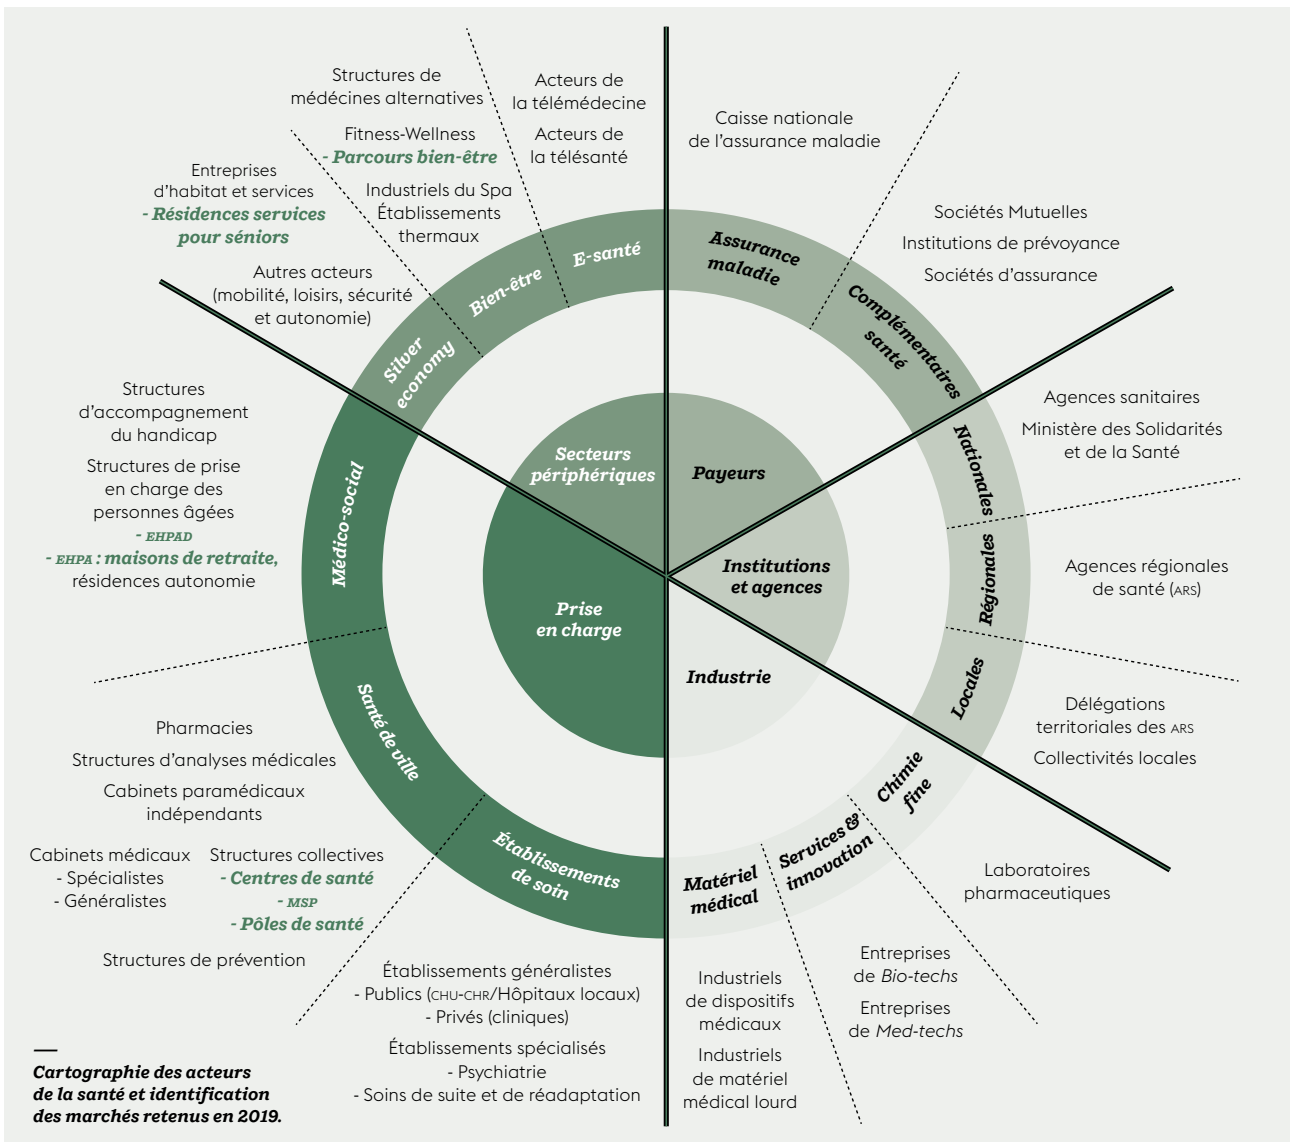 Structures de
médécines alternatives
Fitness-Wellness
- Parcours bien-être
Industriels du Spa
Établissements
thermaux
Acteurs de
la télémédecine
Acteurs de
la télésanté
Caisse nationale
de l’assurance maladie
Sociétés Mutuelles
Institutions de prévoyance
Sociétés d’assurance
Entreprises
d’habitat et services
- Résidences services
pour séniors
Autres acteurs
(mobilité, loisirs, sécurité
et autonomie)
Silver
economy
Bien-être
E-santé
Assurance
maladie
Complémentaires
santé
Structures
d’accompagnement
du handicap
Structures de prise
en charge des
personnes âgées
- EHPAD
- EHPA : maisons de retraite,
résidences autonomie
Médico-social
Secteurs
périphériques
Payeurs
Institutions
et agences
Prise
en charge
Industrie
Nationales
Régionales
Locales
Agences sanitaires
Ministère des Solidarités
et de la Santé
Agences régionales
de santé (ARS)
Délégations
territoriales des ARS
Collectivités locales
Pharmacies
Structures d’analyses médicales
Cabinets paramédicaux
indépendants
Cabinets médicaux
- Spécialistes
- Généralistes
Structures collectives
- Centres de santé
- MSP
- Pôles de santé
Structures de prévention
Santé de ville
Établissements
de soin
Matériel
médical
Services &
innovation
Chimie
fine
Laboratoires
pharmaceutiques
Entreprises
de Bio-techs
Entreprises
de Med-techs
Industriels
de dispositifs
médicaux
Industriels
de matériel
médical lourd
Établissements généralistes
- Publics (CHU-CHR/Hôpitaux locaux)
- Privés (cliniques)
Établissements spécialisés
- Psychiatrie
- Soins de suite et de réadaptation
Cartographie des acteurs
de la santé et identification
des marchés retenus en 2019.